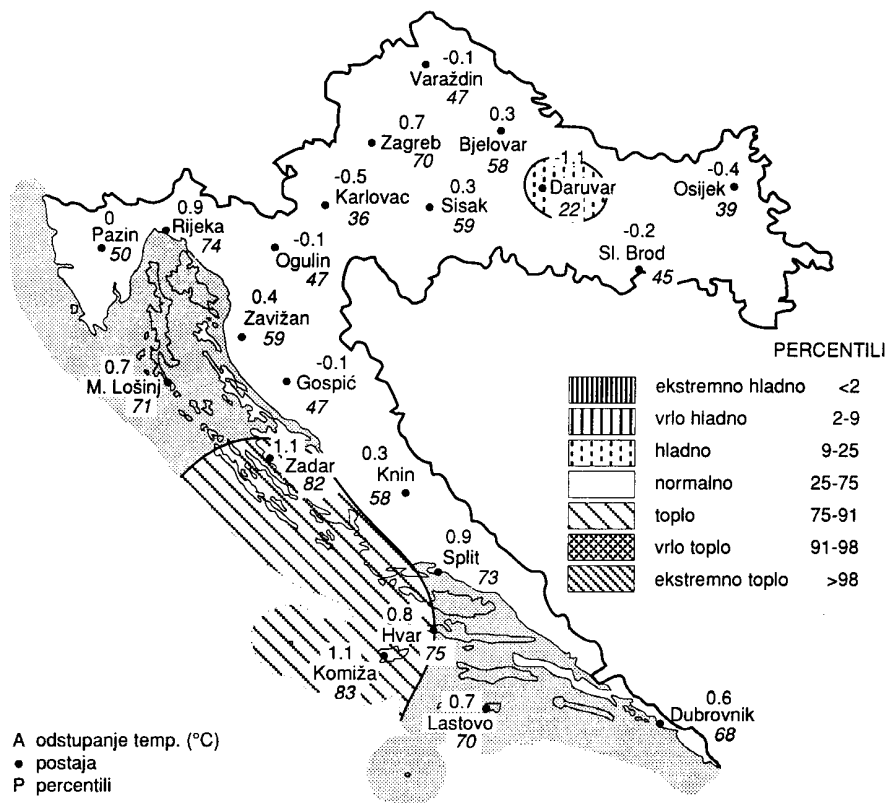 -0.1
Varaždin
47
0.7
Zagreb
70
0.3
Bjelovar
58
-1.1
Daruvar
22
-0.4
Osijek
39
-0.5
Karlovac
36
0.3
Sisak
59
-0.2
Sl. Brod
45
0
Pazin
50
0.9
Rijeka
74
-0.1
Ogulin
47
0.4
Zavižan
59
0.7
M. Lošinj
71
-0.1
Gospić
47
1.1
Zadar
82
0.3
Knin
58
0.9
Split
73
0.8
Hvar
75
1.1
Komiža
83
0.7
Lastovo
70
0.6
Dubrovnik
68
PERCENTILI
ekstremno hladno <2
vrlo hladno 2-9
hladno 9-25
normalno 25-75
toplo 75-91
vrlo toplo 91-98
ekstremno toplo >98
A odstupanje temp. (°C)
• postaja
P percentili